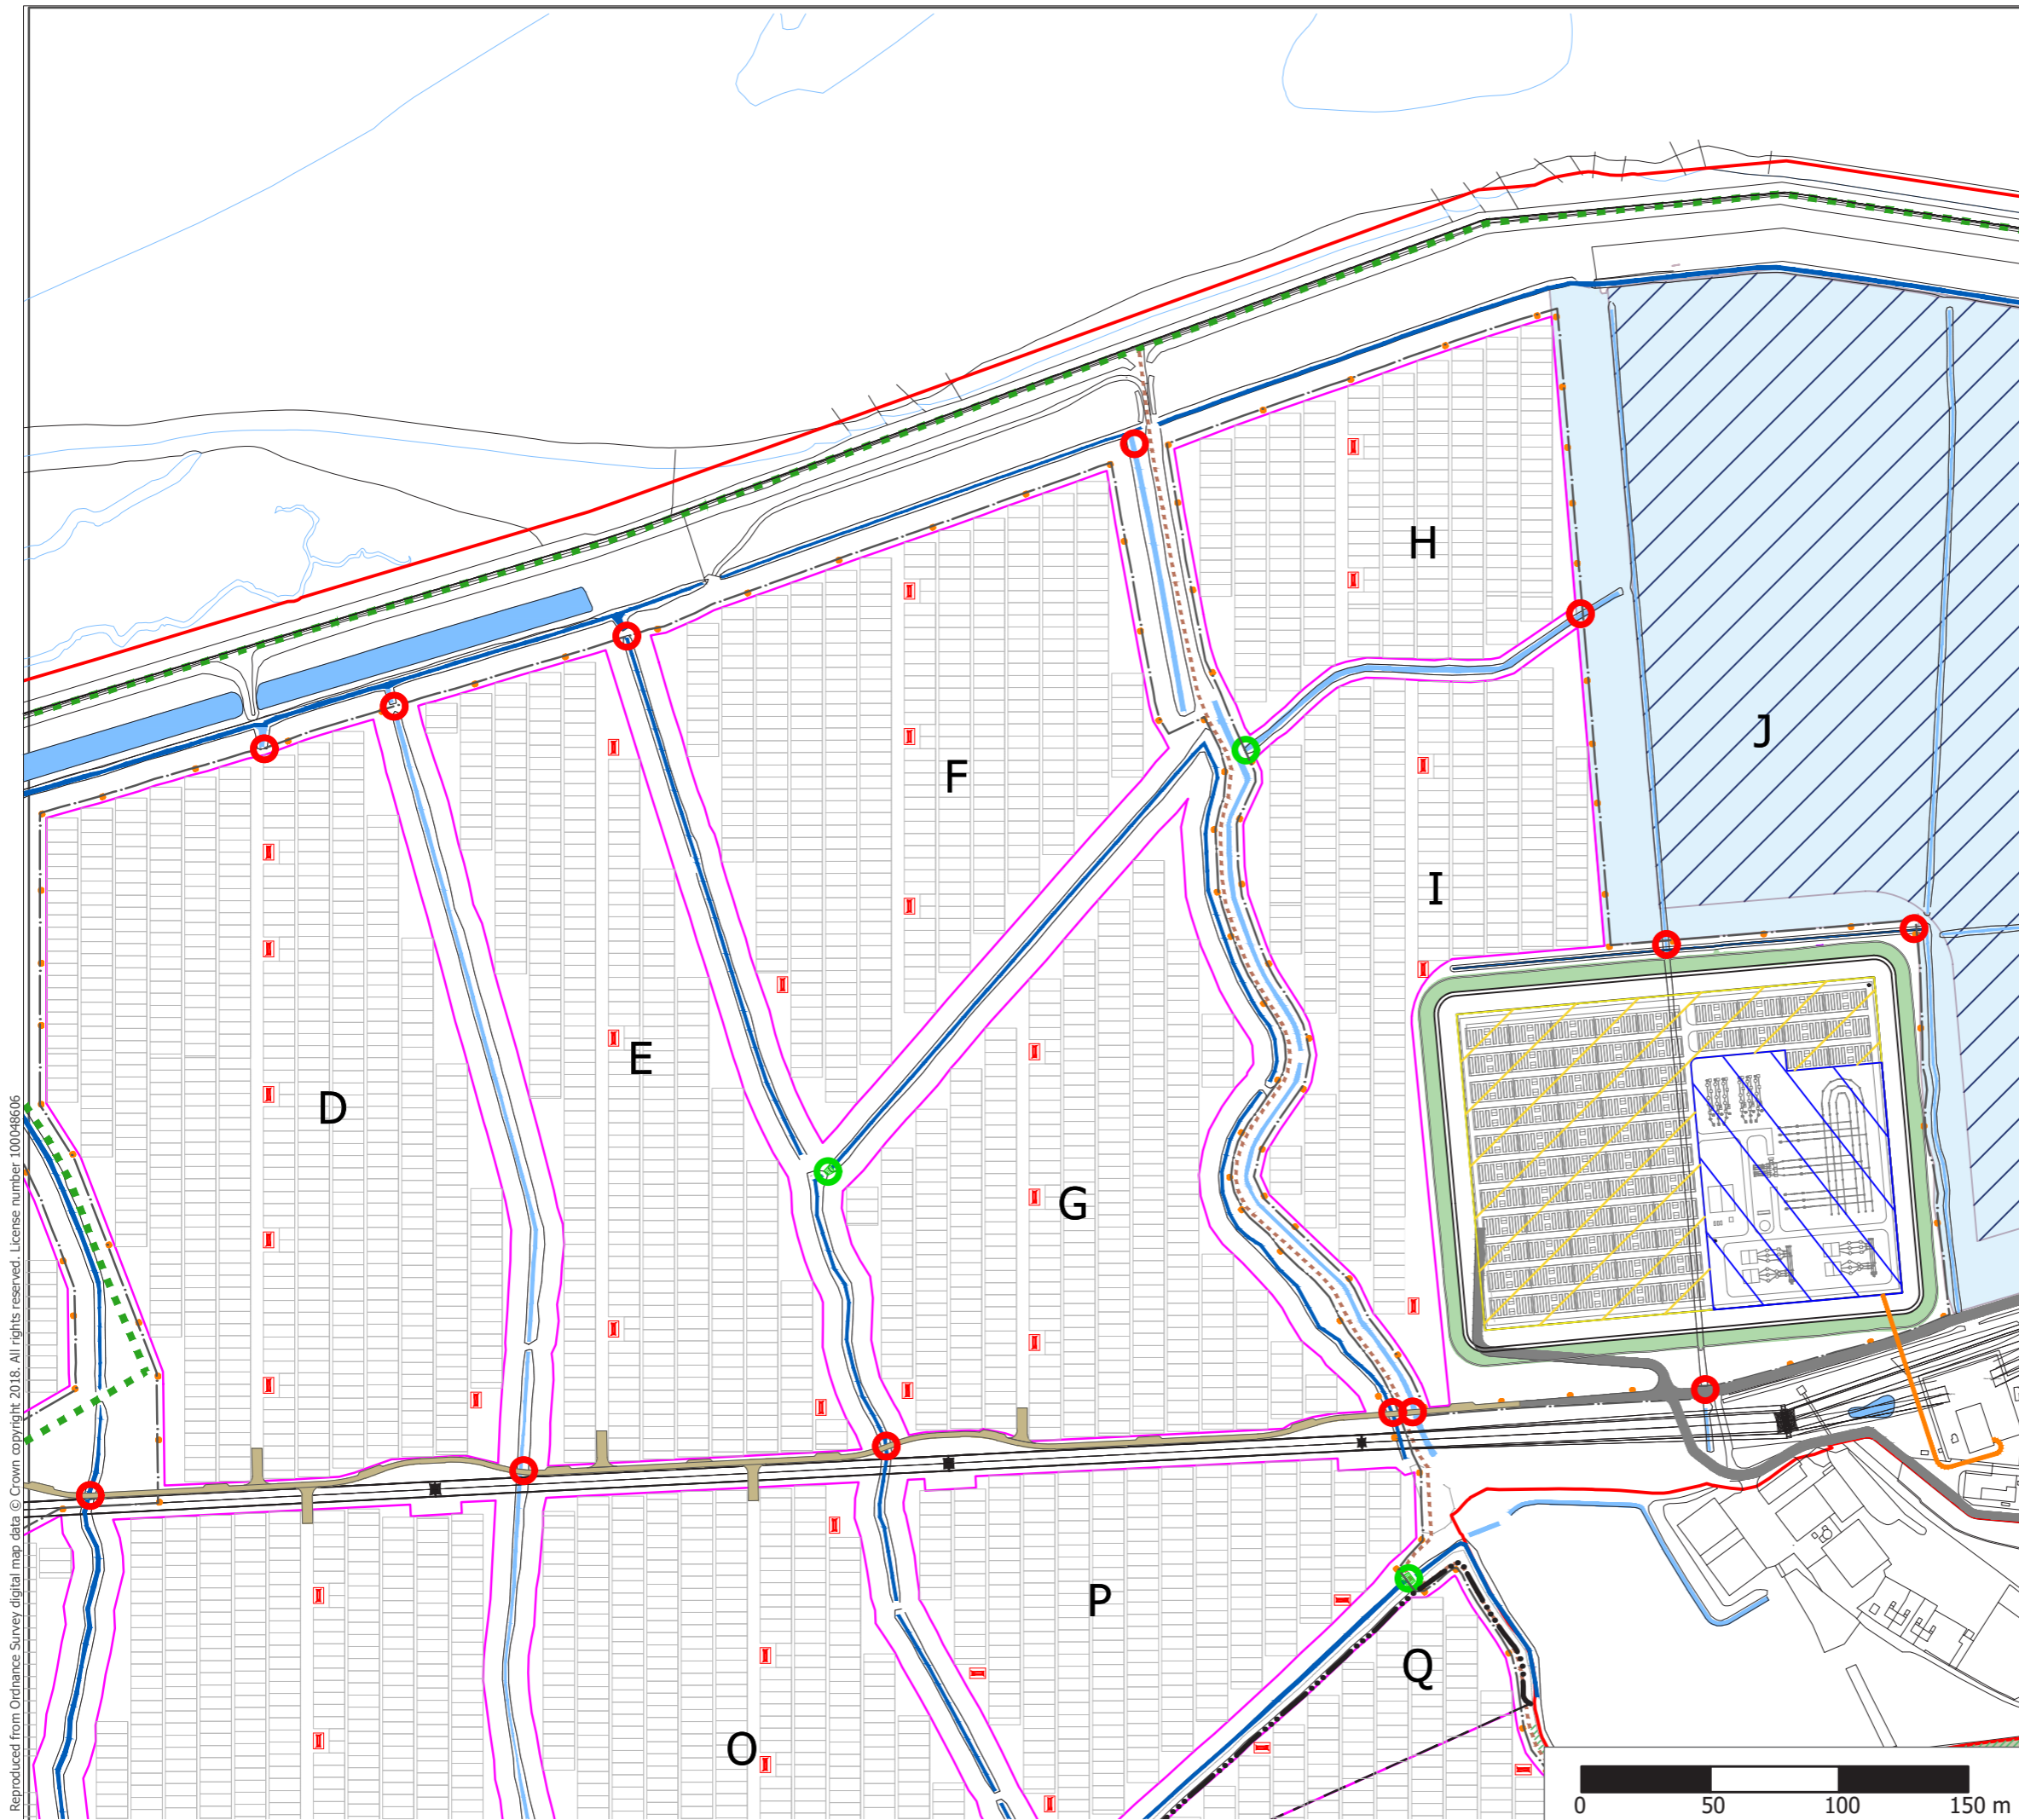 H
J
F
I
E
D
G
P
Q
O
0 50 100 150 m
Reproduced from Ordnance Survey digital map data © Crown copyright 2018. All rights reserved. License number 100048606